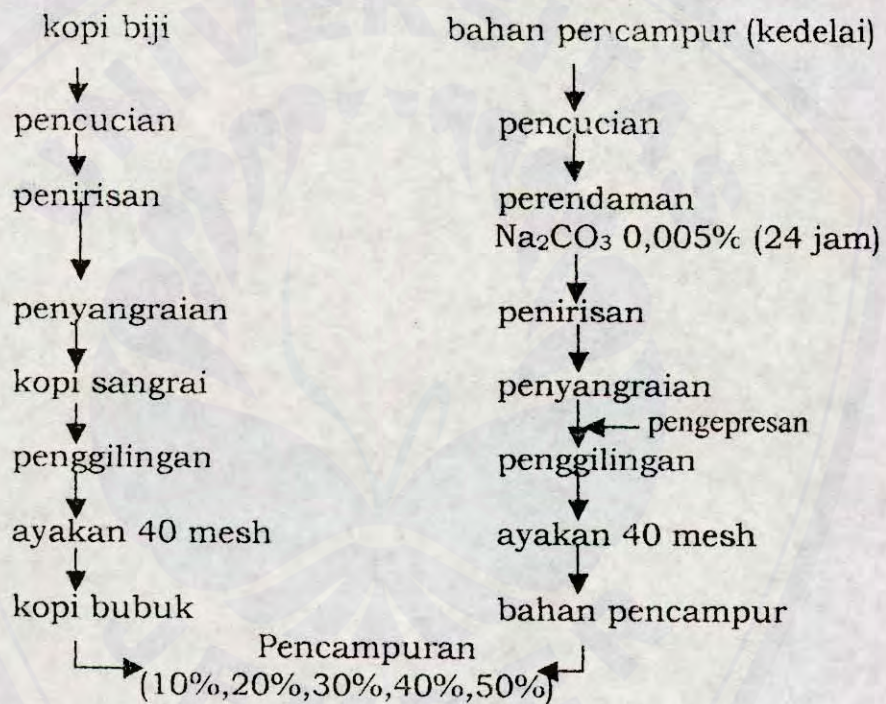 kopi biji
pencucian
penirisan
penyangraian
kopi sangrai
penggilingan
ayakan 40 mesh
kopi bubuk
bahan pencampur (kedelai)
pencucian
perendaman
Na₂CO₃ 0,005% (24 jam)
penirisan
penyangraian
pengepresan
penggilingan
ayakan 40 mesh
bahan pencampur
Pencampuran
(10%,20%,30%,40%,50%)